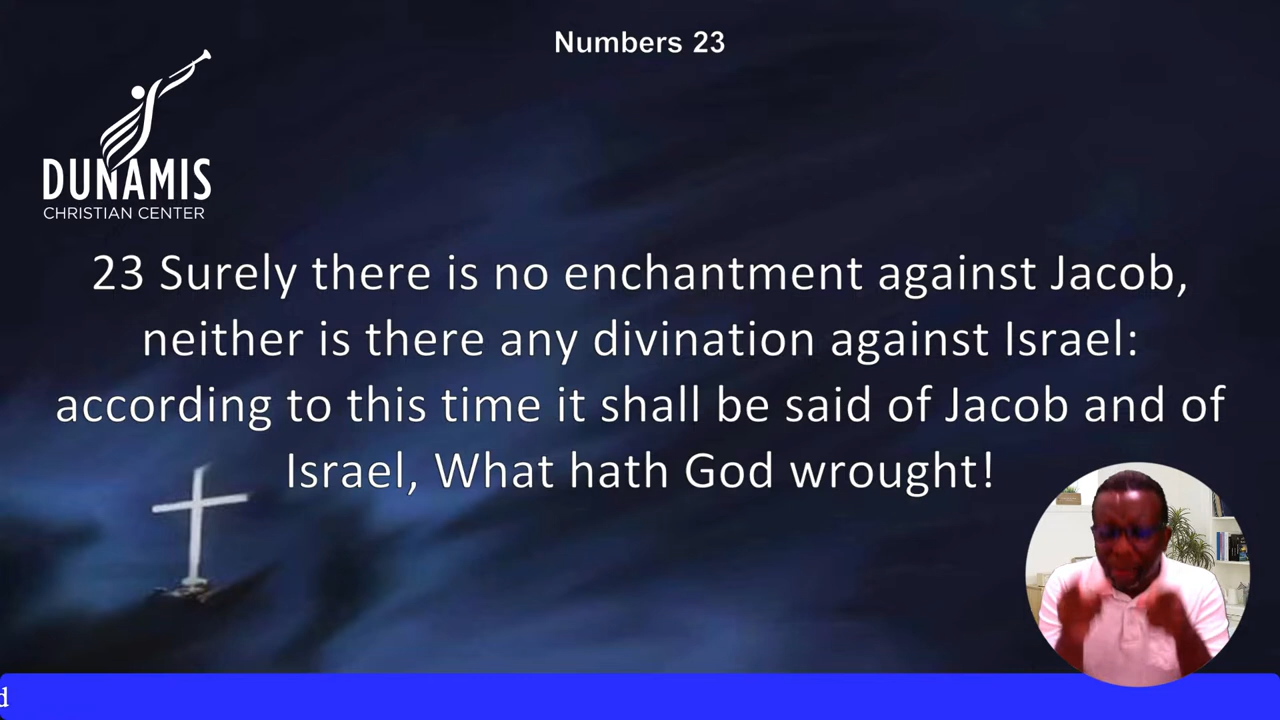 Numbers 23
DUNAMIS
CHRISTIAN CENTER
23 Surely there is no enchantment against Jacob,
neither is there any divination against Israel:
according to this time it shall be said of Jacob and of
Israel, What hath God wrought!
d